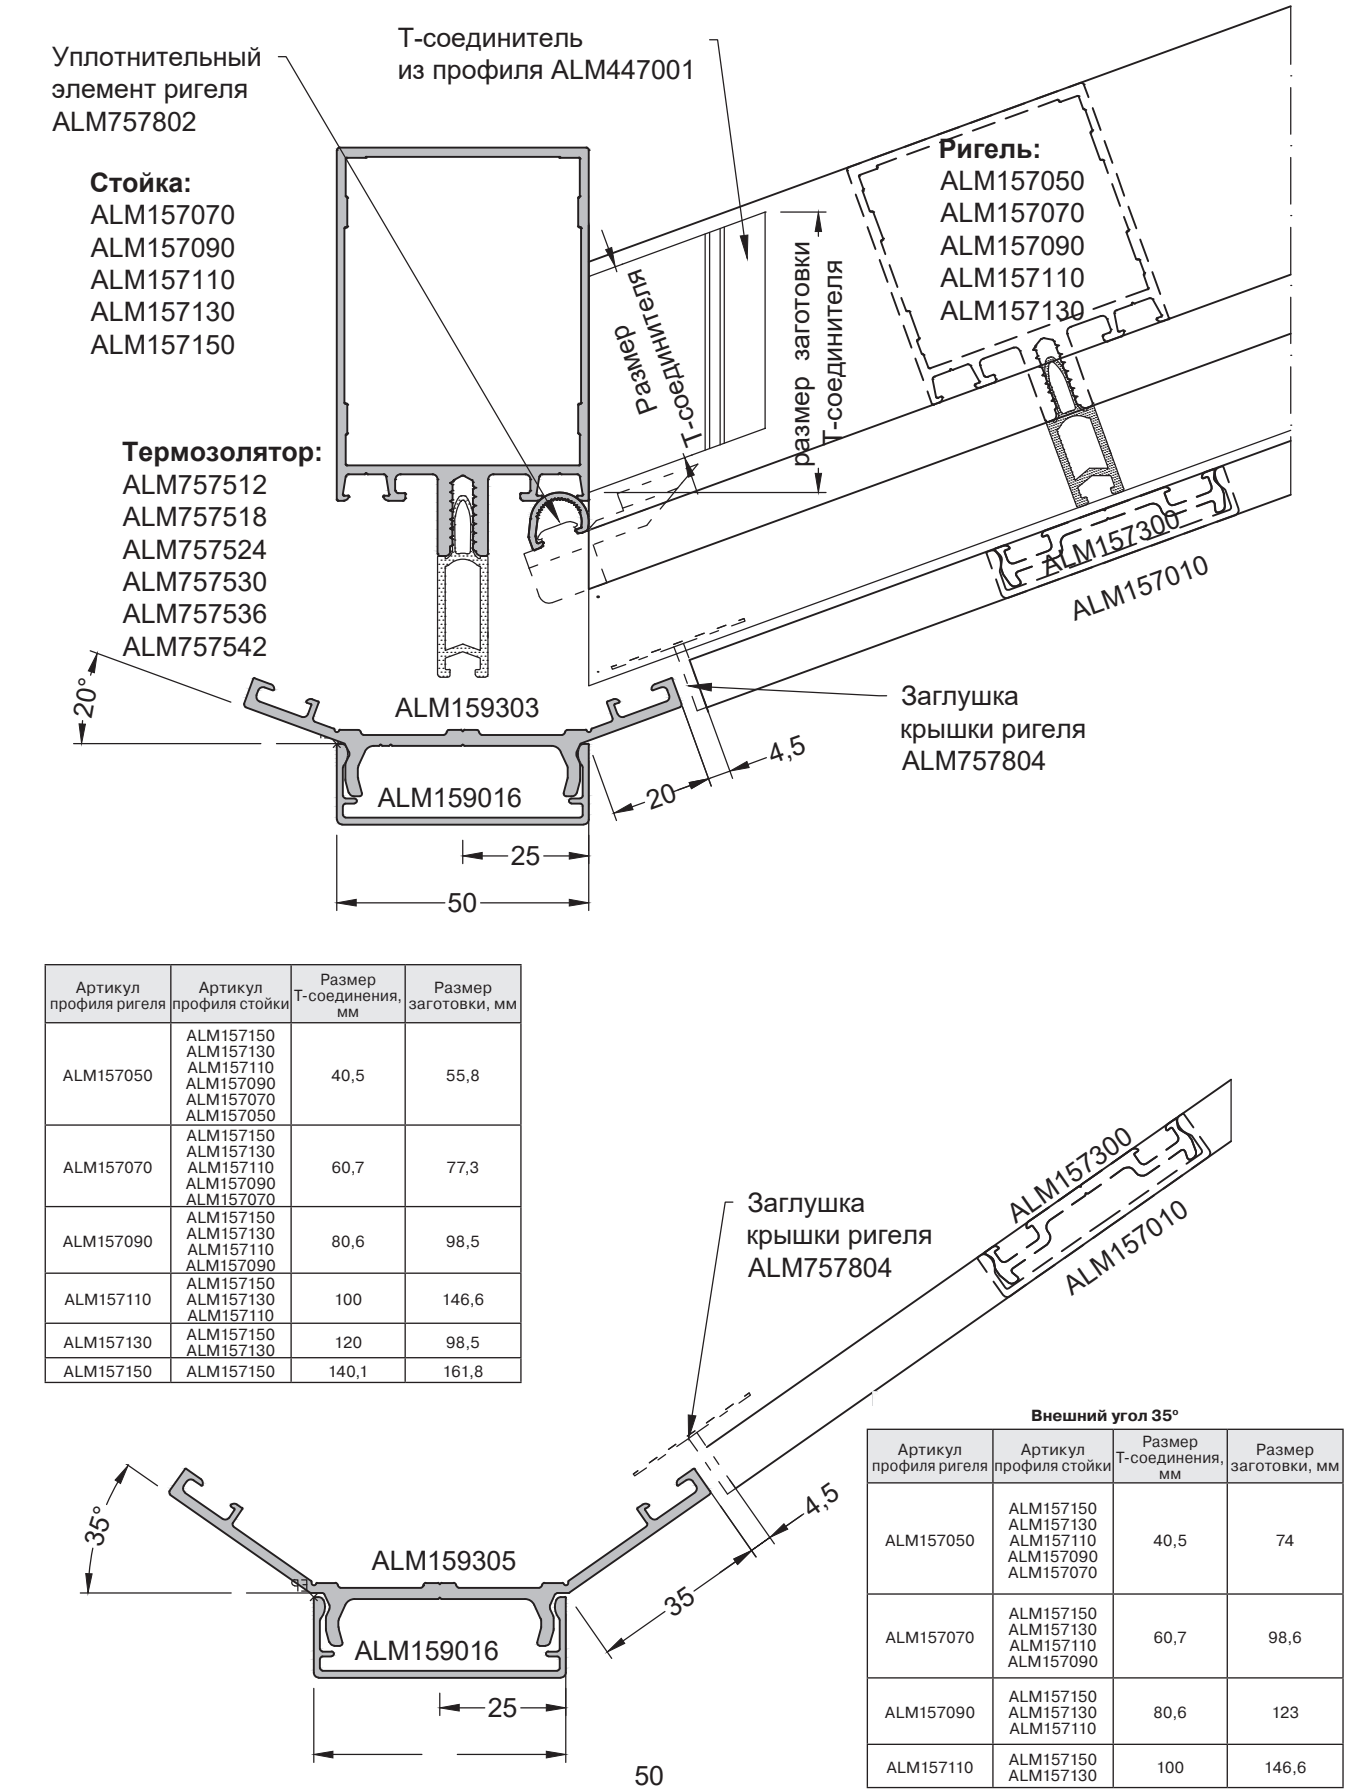 Уплотнительный
элемент ригеля
ALM757802
Т-соединитель
из профиля ALM447001
Стойка:
ALM157070
ALM157090
ALM157110
ALM157130
ALM157150
Ригель:
ALM157050
ALM157070
ALM157090
ALM157110
ALM157130
Размер
Т-соединителя
размер заготовки
Т-соединителя
Термозолятор:
ALM757512
ALM757518
ALM757524
ALM757530
ALM757536
ALM757542
ALM157300
ALM157010
20°
ALM159303
ALM159016
Заглушка
крышки ригеля
ALM757804
4,5
20
25
50
Артикул
профиля ригеля
Артикул
профиля стойки
Размер
Т-соединения,
мм
Размер
заготовки, мм
ALM157050
ALM157150
ALM157130
ALM157110
ALM157090
ALM157070
ALM157050
40,5
55,8
ALM157070
ALM157150
ALM157130
ALM157110
ALM157090
ALM157070
60,7
77,3
ALM157090
ALM157150
ALM157130
ALM157110
ALM157090
80,6
98,5
ALM157110
ALM157150
ALM157130
ALM157110
100
146,6
ALM157130
ALM157150
ALM157130
120
98,5
ALM157150
ALM157150
140,1
161,8
ALM157300
ALM157010
Заглушка
крышки ригеля
ALM757804
35°
ALM159305
ALM159016
4,5
35
25
50
Внешний угол 35°
Артикул
профиля ригеля
Артикул
профиля стойки
Размер
Т-соединения,
мм
Размер
заготовки, мм
ALM157050
ALM157150
ALM157130
ALM157110
ALM157090
ALM157070
40,5
74
ALM157070
ALM157150
ALM157130
ALM157110
ALM157090
60,7
98,6
ALM157090
ALM157150
ALM157130
ALM157110
80,6
123
ALM157110
ALM157150
ALM157130
100
146,6